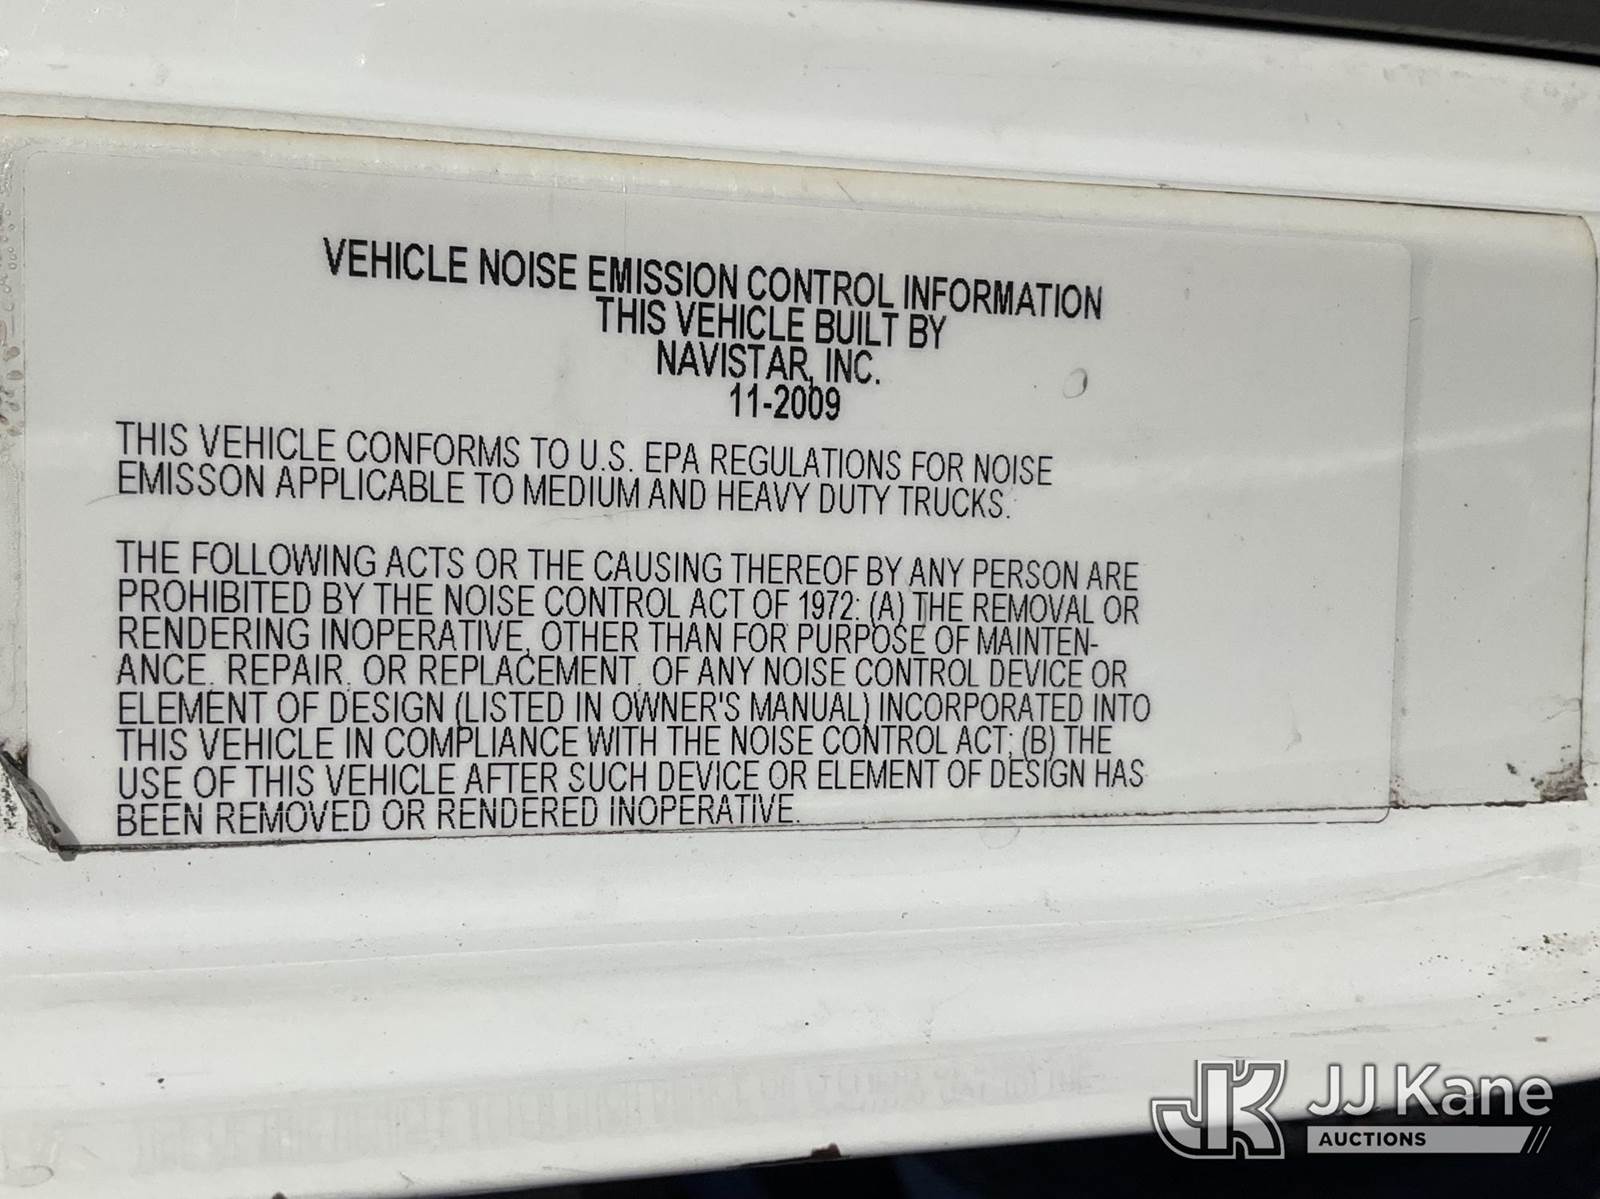 VEHICLE NOISE EMISSION CONTROL INFORMATION
THIS VEHICLE BUILT BY
NAVISTAR, INC.
11-2009
THIS VEHICLE CONFORMS TO U.S. EPA REGULATIONS FOR NOISE
EMISSON APPLICABLE TO MEDIUM AND HEAVY DUTY TRUCKS.
THE FOLLOWING ACTS OR THE CAUSING THEREOF BY ANY PERSON ARE
PROHIBITED BY THE NOISE CONTROL ACT OF 1972: (A) THE REMOVAL OR
RENDERING INOPERATIVE, OTHER THAN FOR PURPOSE OF MAINTEN-
ANCE, REPAIR, OR REPLACEMENT, OF ANY NOISE CONTROL DEVICE OR
ELEMENT OF DESIGN (LISTED IN OWNER'S MANUAL) INCORPORATED INTO
THIS VEHICLE IN COMPLIANCE WITH THE NOISE CONTROL ACT; (B) THE
USE OF THIS VEHICLE AFTER SUCH DEVICE OR ELEMENT OF DESIGN HAS
BEEN REMOVED OR RENDERED INOPERATIVE.
JK JJ Kane
AUCTIONS